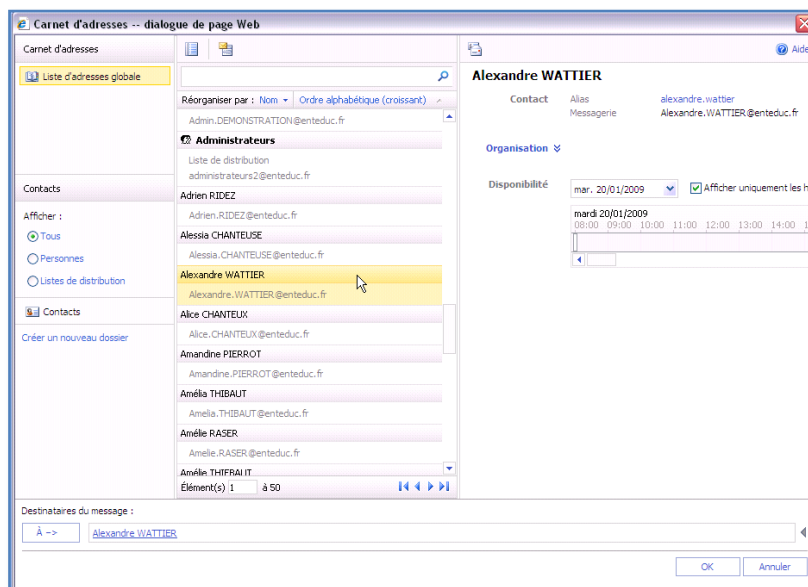 Carnet d'adresses -- dialogue de page Web
Carnet d'adresses
Liste d'adresses globale
Contacts
Afficher :
Tous
Personnes
Listes de distribution
Contacts
Créer un nouveau dossier
Réorganiser par : Nom Ordre alphabétique (croissant)
Admin.DEMONSTRATION@enteduc.fr
Administrateurs
Liste de distribution
administrateurs2@enteduc.fr
Adrien RIDEZ
Adrien.RIDEZ@enteduc.fr
Alessia CHANTEUSE
Alessia.CHANTEUSE@enteduc.fr
Alexandre WATTIER
Alexandre.WATTIER@enteduc.fr
Alice CHANTEUX
Alice.CHANTEUX@enteduc.fr
Amandine PIERROT
Amandine.PIERROT@enteduc.fr
Amélia THIBAUT
Amelia.THIBAUT@enteduc.fr
Amélie RASER
Amelie.RASER@enteduc.fr
Amélie THIEBAUT
Élément(s) 1 à 50
Aide
Alexandre WATTIER
Contact Alias alexandre.wattier
Messagerie Alexandre.WATTIER@enteduc.fr
Organisation
Disponibilité mar. 20/01/2009 Afficher uniquement les h
mardi 20/01/2009
08:00 09:00 10:00 11:00 12:00 13:00 14:00 1
Destinataires du message :
À -> Alexandre WATTIER
OK Annuler